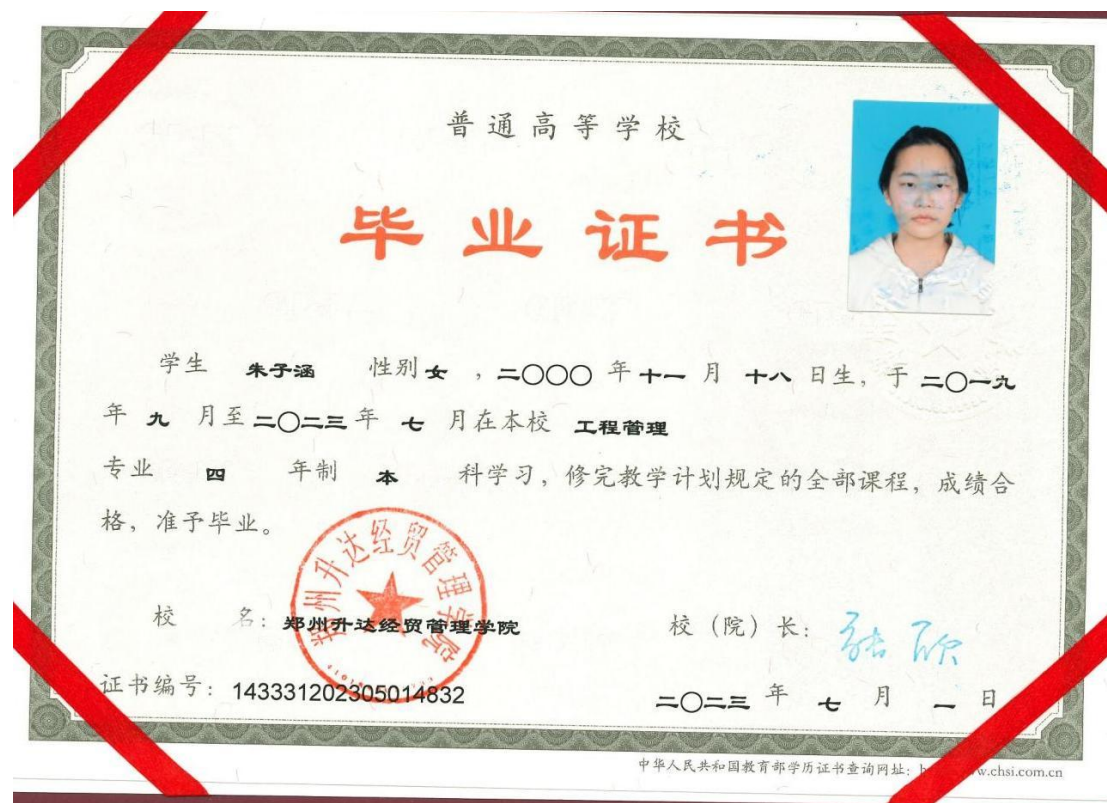 普通高等学校
毕业证书
学生 朱子涵 性别 女 ，二〇〇〇 年 十一 月 十八 日生，于 二〇一九
年 九 月至 二〇二三 年 七 月在本校 工程管理
专业 四 年制 本 科学习，修完教学计划规定的全部课程，成绩合
格，准予毕业。
郑州升达经贸管理学院
校 名：郑州升达经贸管理学院
校（院）长：
证书编号：143331202305014832
二〇二三 年 七 月 一 日
中华人民共和国教育部学历证书查询网址：h w.chsi.com.cn